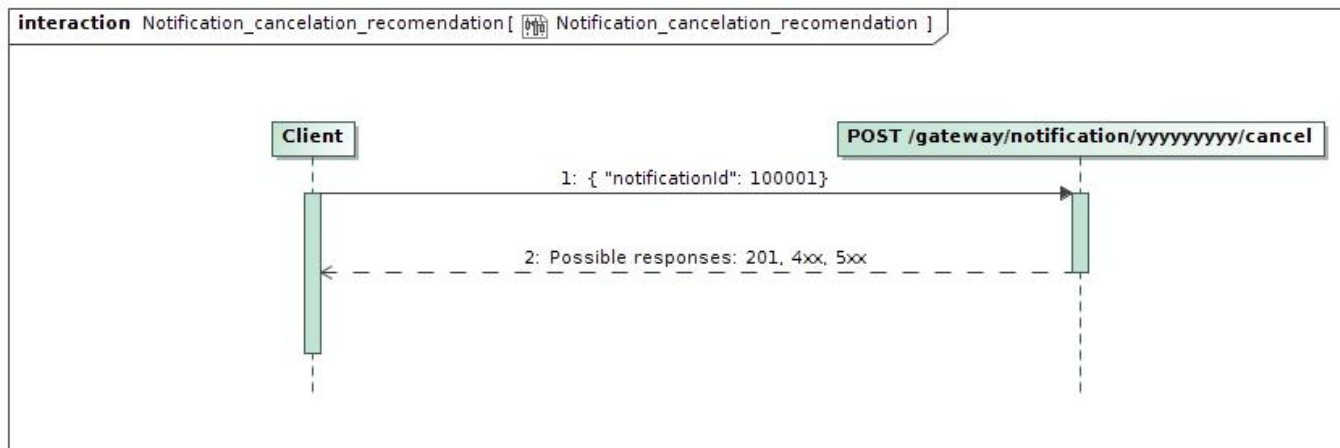 interaction Notification_cancelation_recomendation [ Notification_cancelation_recomendation ]
Client
POST /gateway/notification/yyyyyyyyy/cancel
1: { "notificationId": 100001}
2: Possible responses: 201, 4xx, 5xx